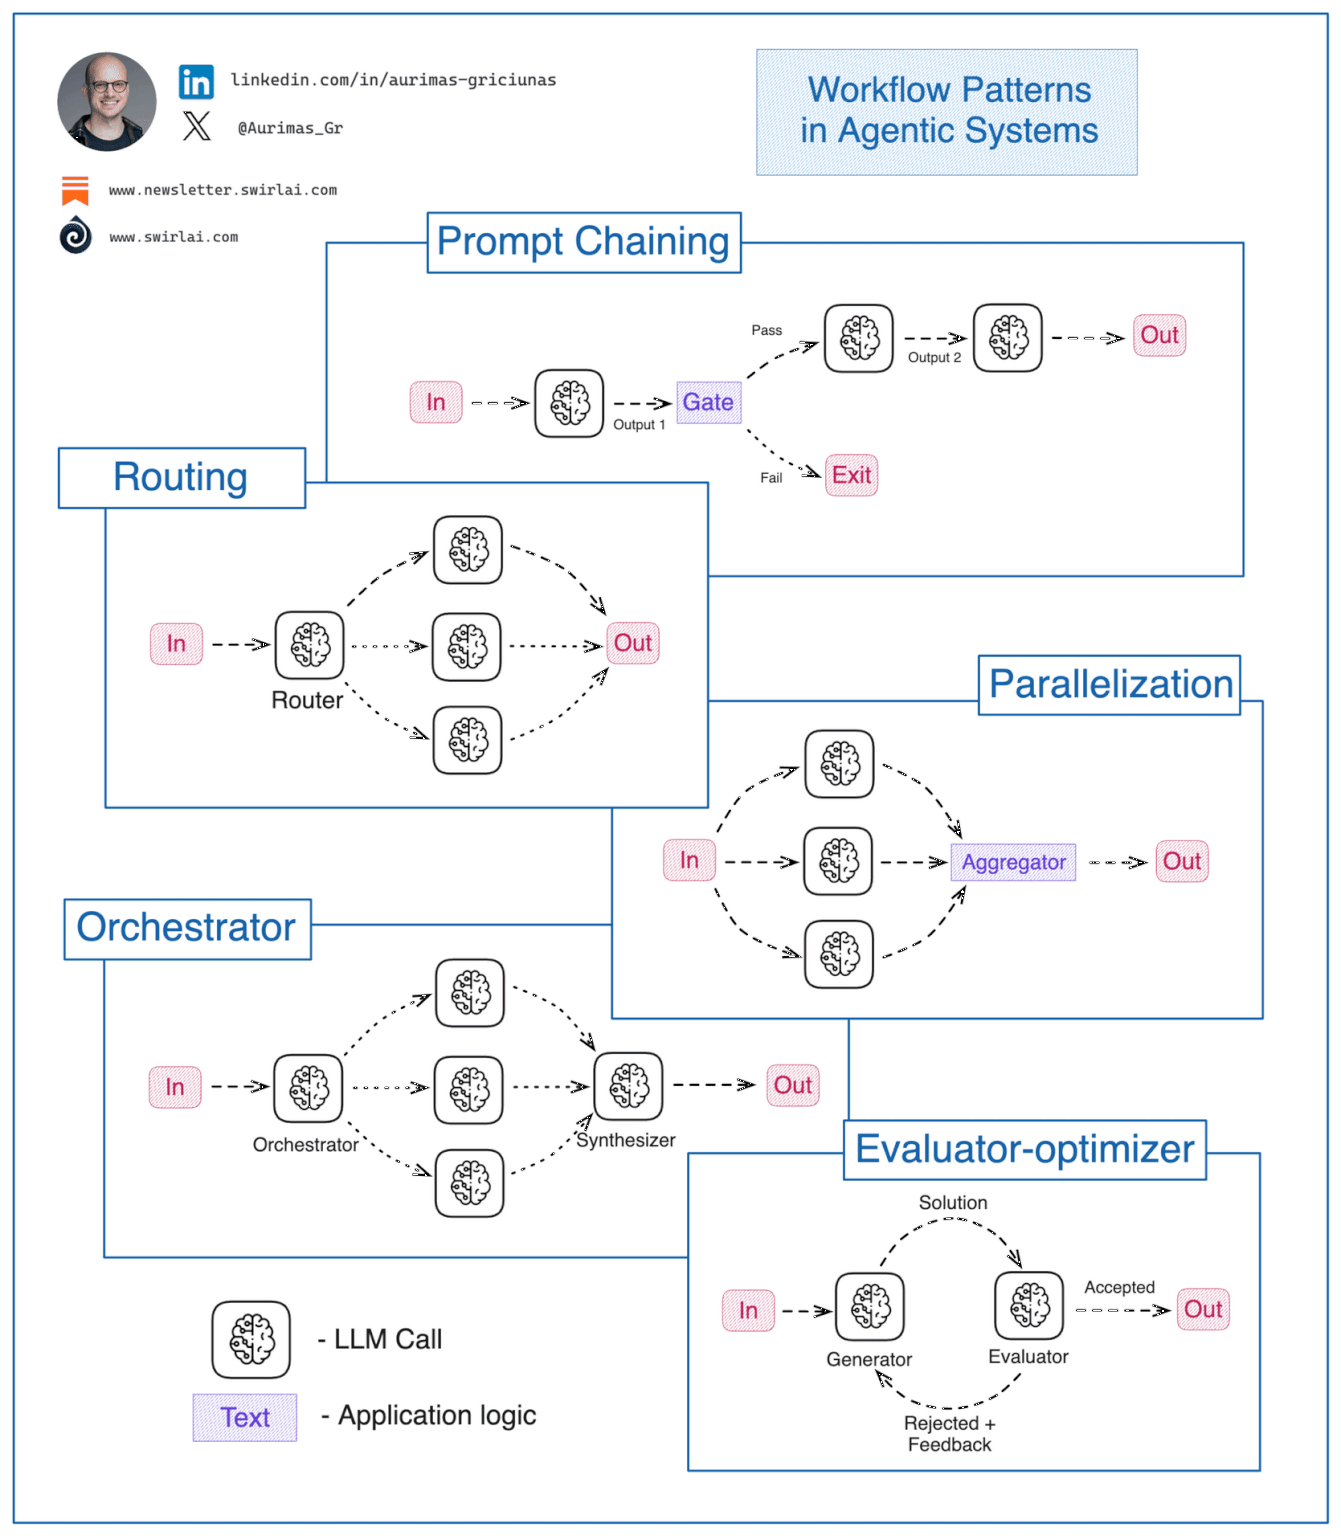 linkedin.com/in/aurimas-griciunas
@Aurimas_Gr
www.newsletter.swirlai.com
www.swirlai.com
Workflow Patterns
in Agentic Systems
Prompt Chaining
In
Output 1
Gate
Pass
Fail
Output 2
Out
Exit
Routing
In
Router
Out
Parallelization
In
Aggregator
Out
Orchestrator
In
Orchestrator
Synthesizer
Out
Evaluator-optimizer
Solution
In
Generator
Evaluator
Accepted
Out
Rejected +
Feedback
- LLM Call
Text
- Application logic